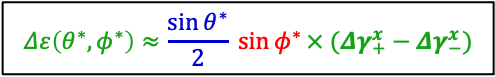 Δε(θ*, ϕ*) ≈ sin θ*/2 sin ϕ* × (Δγ₊ˣ − Δγ₋ˣ)